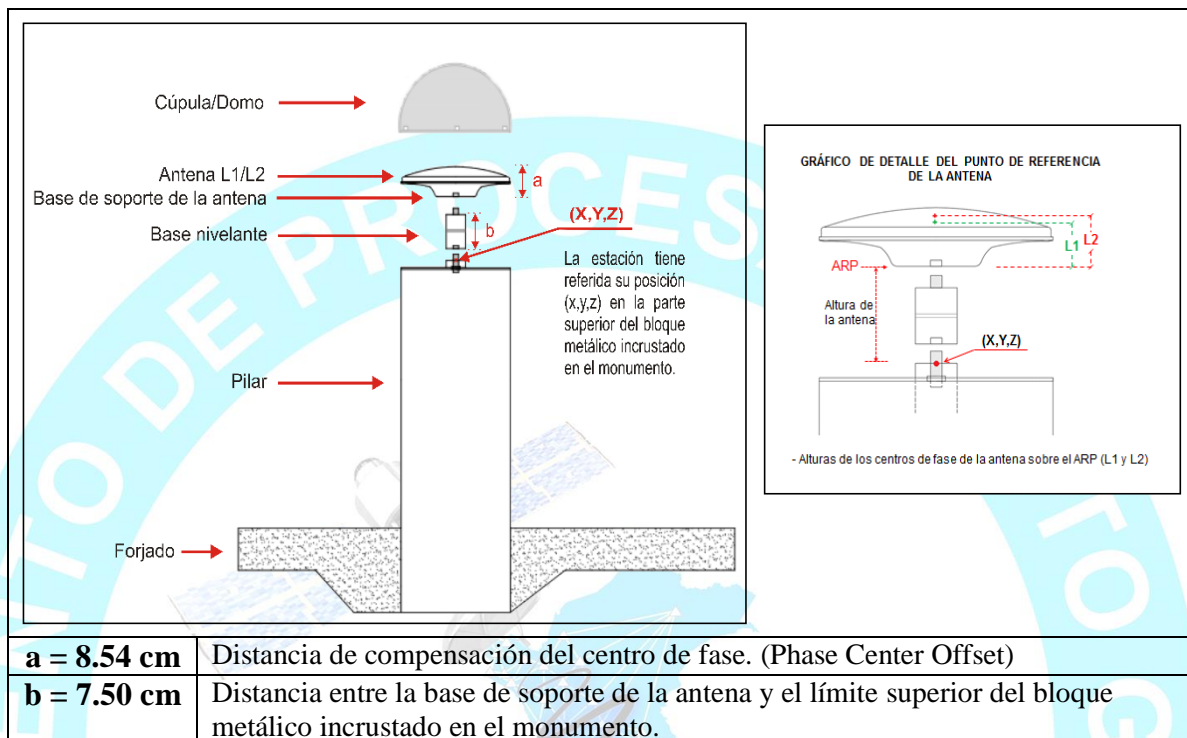 Cúpula/Domo
Antena L1/L2
a
Base de soporte de la antena
(X,Y,Z)
Base nivelante
b
La estación tiene
referida su posición
(x,y,z) en la parte
superior del bloque
metálico incrustado
en el monumento.
Pilar
Forjado
GRÁFICO DE DETALLE DEL PUNTO DE REFERENCIA
DE LA ANTENA
L1
L2
ARP
Altura de
la antena
(X,Y,Z)
- Alturas de los centros de fase de la antena sobre el ARP (L1 y L2)
a = 8.54 cm Distancia de compensación del centro de fase. (Phase Center Offset)
b = 7.50 cm Distancia entre la base de soporte de la antena y el límite superior del bloque
metálico incrustado en el monumento.